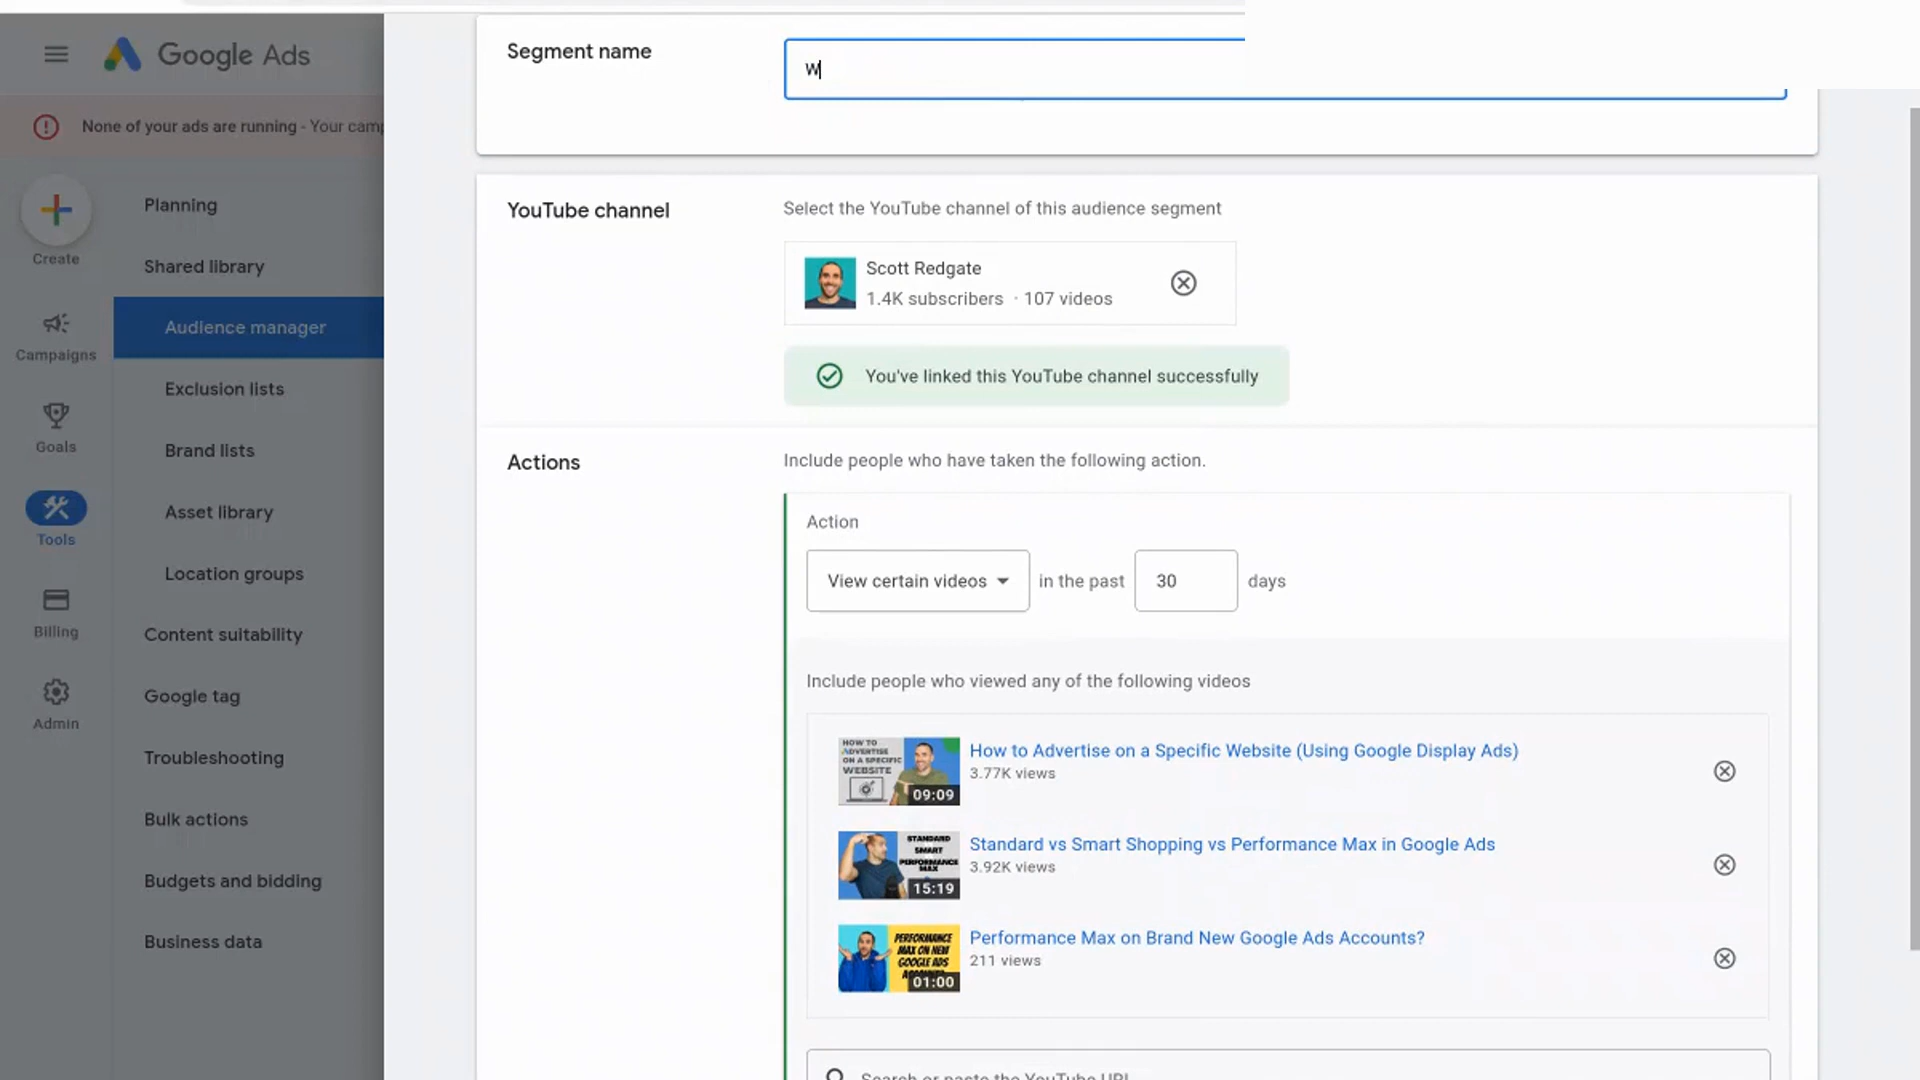 Google Ads
Segment name
W
None of your ads are running - Your camp
Create
Campaigns
Goals
Tools
Billing
Admin
Planning
Shared library
Audience manager
Exclusion lists
Brand lists
Asset library
Location groups
Content suitability
Google tag
Troubleshooting
Bulk actions
Budgets and bidding
Business data
YouTube channel
Select the YouTube channel of this audience segment
Scott Redgate
1.4K subscribers · 107 videos
You've linked this YouTube channel successfully
Actions
Include people who have taken the following action.
Action
View certain videos in the past 30 days
Include people who viewed any of the following videos
HOW TO
ADVERTISE
ON A SPECIFIC
WEBSITE
09:09
How to Advertise on a Specific Website (Using Google Display Ads)
3.77K views
STANDARD
SMART
PERFORMANCE
MAX
15:19
Standard vs Smart Shopping vs Performance Max in Google Ads
3.92K views
PERFORMANCE
MAX ON NEW
GOOGLE ADS
01:00
Performance Max on Brand New Google Ads Accounts?
211 views
Search or paste the YouTube URL